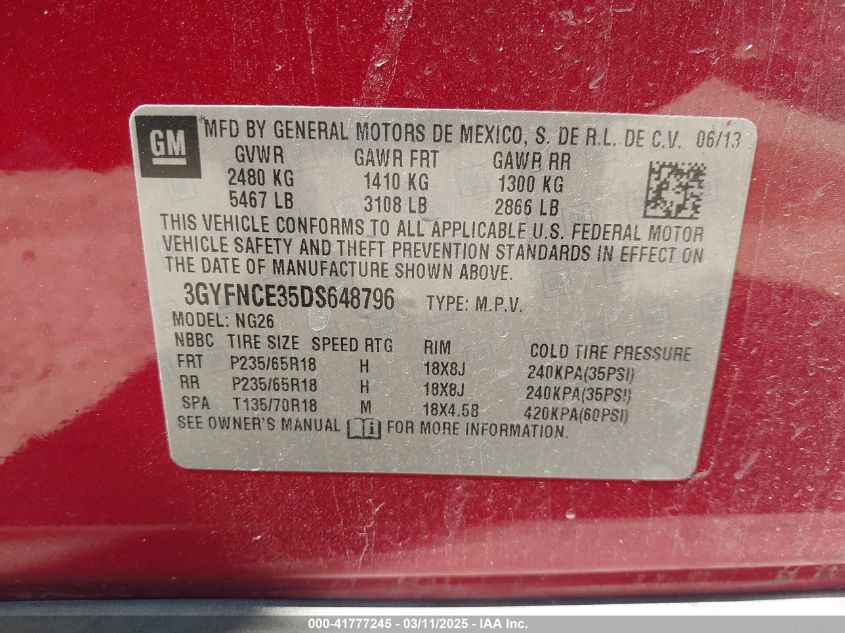 GM MFD BY GENERAL MOTORS DE MEXICO, S. DE R.L. DE C.V. 06/13
GVWR GAWR FRT GAWR RR
2480 KG 1410 KG 1300 KG
5467 LB 3108 LB 2866 LB
THIS VEHICLE CONFORMS TO ALL APPLICABLE U.S. FEDERAL MOTOR
VEHICLE SAFETY AND THEFT PREVENTION STANDARDS IN EFFECT ON
THE DATE OF MANUFACTURE SHOWN ABOVE.
3GYFNCE35DS648796 TYPE: M.P.V.
MODEL: NG26
NBBC TIRE SIZE SPEED RTG RIM COLD TIRE PRESSURE
FRT P235/65R18 H 18X8J 240KPA(35PSI)
RR P235/65R18 H 18X8J 240KPA(35PSI)
SPA T135/70R18 M 18X4.5B 420KPA(60PSI)
SEE OWNER'S MANUAL i FOR MORE INFORMATION.
000-41777245 - 03/11/2025 - IAA Inc.